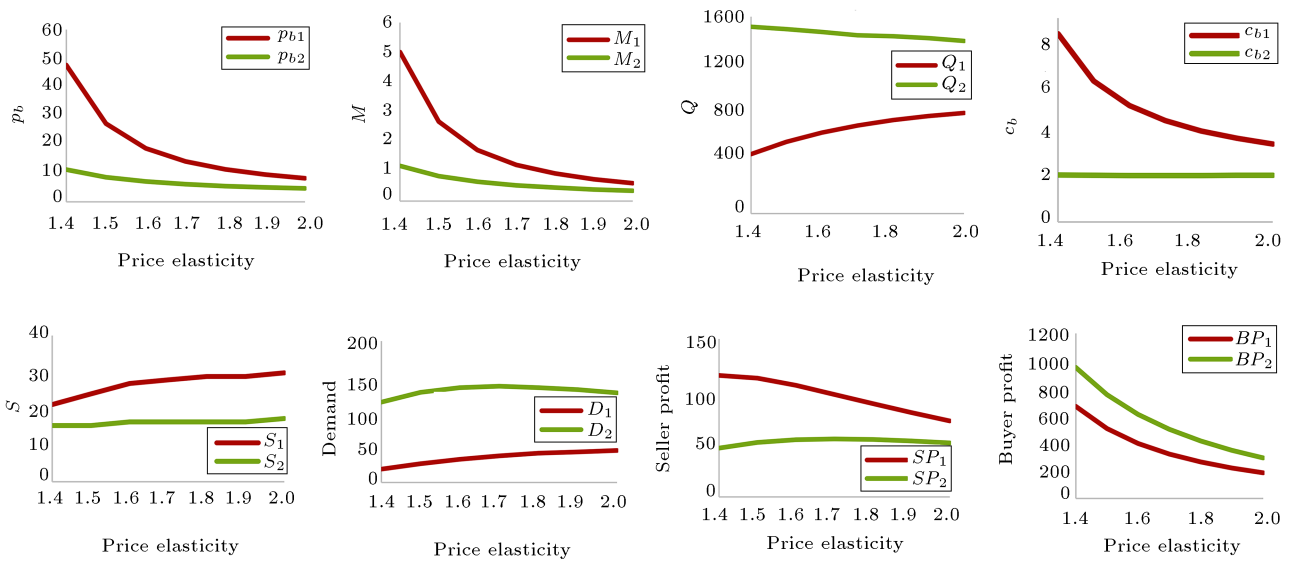 p_b
60
50
40
30
20
10
0
p_b1
p_b2
1.4 1.5 1.6 1.7 1.8 1.9 2.0
Price elasticity
M
6
5
4
3
2
1
0
M_1
M_2
1.4 1.5 1.6 1.7 1.8 1.9 2.0
Price elasticity
Q
1600
1200
800
400
0
Q_1
Q_2
1.4 1.6 1.8 2.0
Price elasticity
c_b
8
6
4
2
0
c_b1
c_b2
1.4 1.6 1.8 2.0
Price elasticity
S
40
30
20
10
0
S_1
S_2
1.4 1.5 1.6 1.7 1.8 1.9 2.0
Price elasticity
Demand
200
150
100
50
0
D_1
D_2
1.4 1.5 1.6 1.7 1.8 1.9 2.0
Price elasticity
Seller profit
150
100
50
0
SP_1
SP_2
1.4 1.5 1.6 1.7 1.8 1.9 2.0
Price elasticity
Buyer profit
1200
1000
800
600
400
200
0
BP_1
BP_2
1.4 1.6 1.8 2.0
Price elasticity